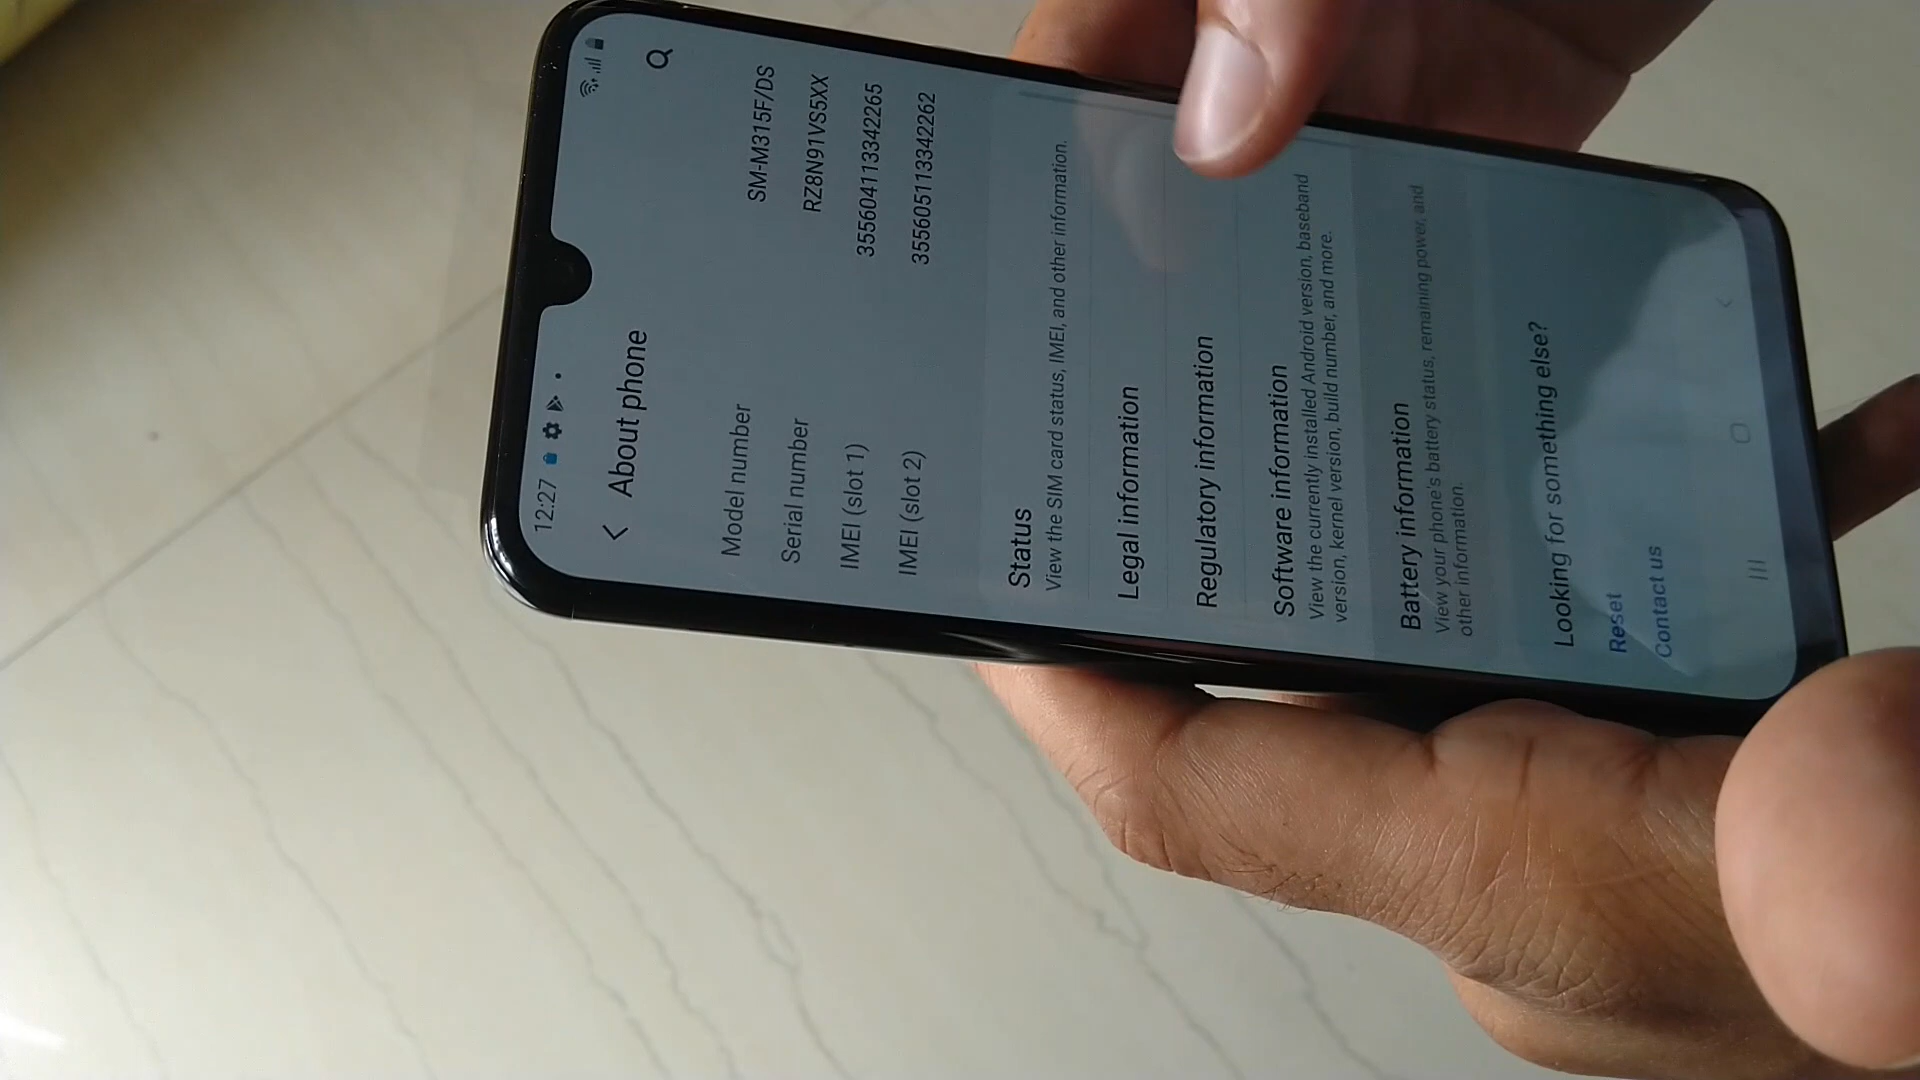 12:27
About phone
Model number SM-M315F/DS
Serial number RZ8N91VS5XX
IMEI (slot 1) 355604113342265
IMEI (slot 2) 355605113342262
Status
View the SIM card status, IMEI, and other information.
Legal information
Regulatory information
Software information
View the currently installed Android version, baseband
version, kernel version, build number, and more.
Battery information
View your phone's battery status, remaining power, and
other information.
Looking for something else?
Reset
Contact us